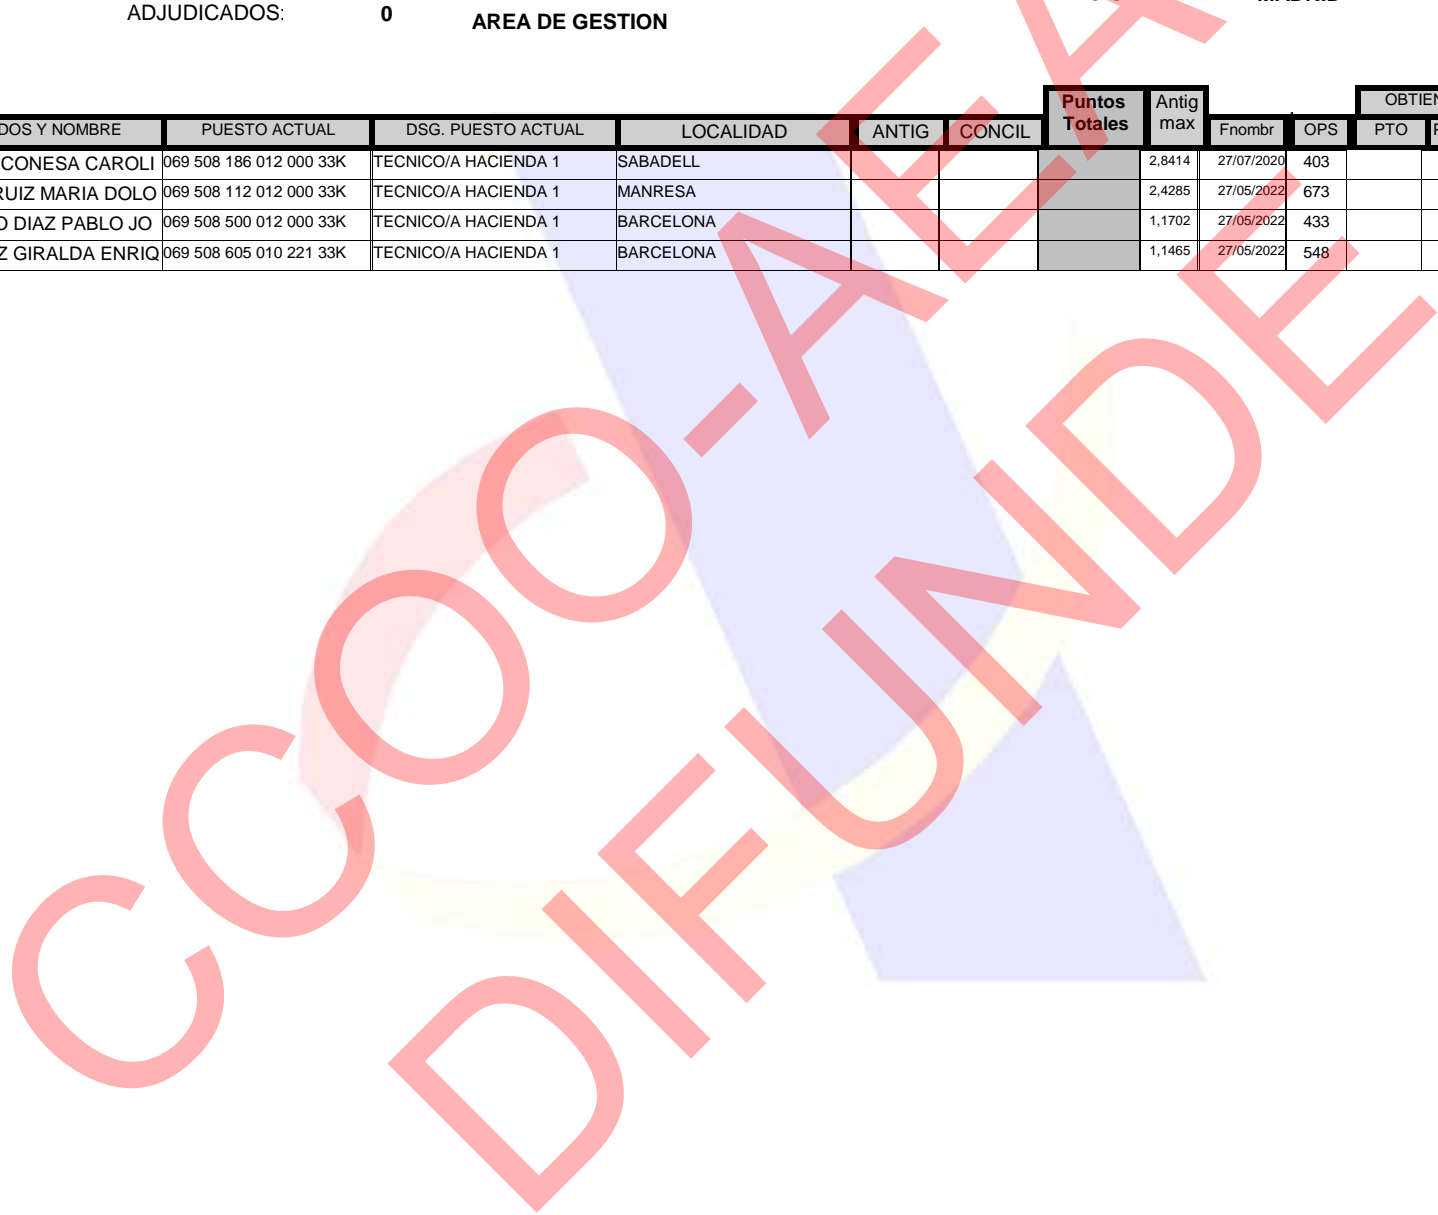 ADJUDICADOS: 0 AREA DE GESTION
Puntos Totales Antig max OBTIEN
DOS Y NOMBRE PUESTO ACTUAL DSG. PUESTO ACTUAL LOCALIDAD ANTIG CONCIL Fnombr OPS PTO
CONESA CAROLI 069 508 186 012 000 33K TECNICO/A HACIENDA 1 SABADELL 2,8414 27/07/2020 403
RUIZ MARIA DOLO 069 508 112 012 000 33K TECNICO/A HACIENDA 1 MANRESA 2,4285 27/05/2022 673
O DIAZ PABLO JO 069 508 500 012 000 33K TECNICO/A HACIENDA 1 BARCELONA 1,1702 27/05/2022 433
Z GIRALDA ENRIQ 069 508 605 010 221 33K TECNICO/A HACIENDA 1 BARCELONA 1,1465 27/05/2022 548
CCOO-AEA
DIFUNDE